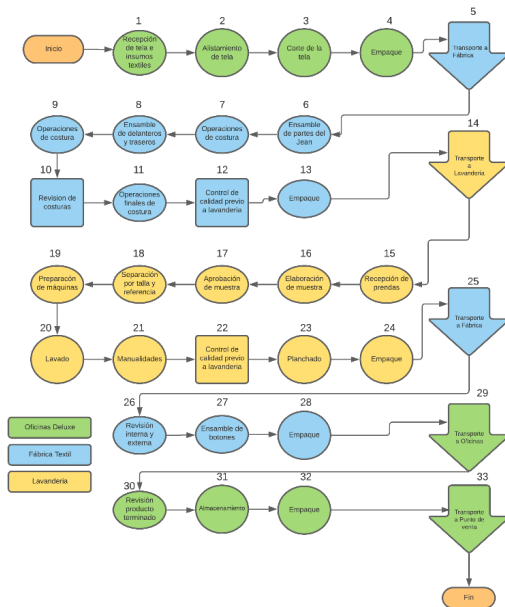 1
2
3
4
5
Inicio
Recepción
de tela e
insumos
textiles
Alistamiento
de tela
Corte de la
tela
Empaque
Transporte a
Fábrica
9
8
7
6
14
Operaciones
de costura
Ensamble
de delanteros
y traseros
Operaciones
de costura
Ensamble
de partes del
Jean
Transporte
a
Lavanderia
10
11
12
13
Revision de
costuras
Operaciones
finales de
costura
Control de
calidad previo
a lavanderia
Empaque
19
18
17
16
15
25
Preparacón
de máquinas
Separación
por talla y
referencia
Aprobación
de muestra
Elaboración
de muestra
Recepción de
prendas
Transporte
a Fábrica
20
21
22
23
24
Lavado
Manualidades
Control de
calidad previo
a lavanderia
Planchado
Empaque
26
27
28
29
Revisión
interna y
externa
Ensamble de
botones
Empaque
Transporte
a Oficinas
Oficinas Deluxe
Fábrica Textil
Lavanderia
30
31
32
33
Revisión
producto
terminado
Almacenamiento
Empaque
Transporte
a Punto de
venta
Fin